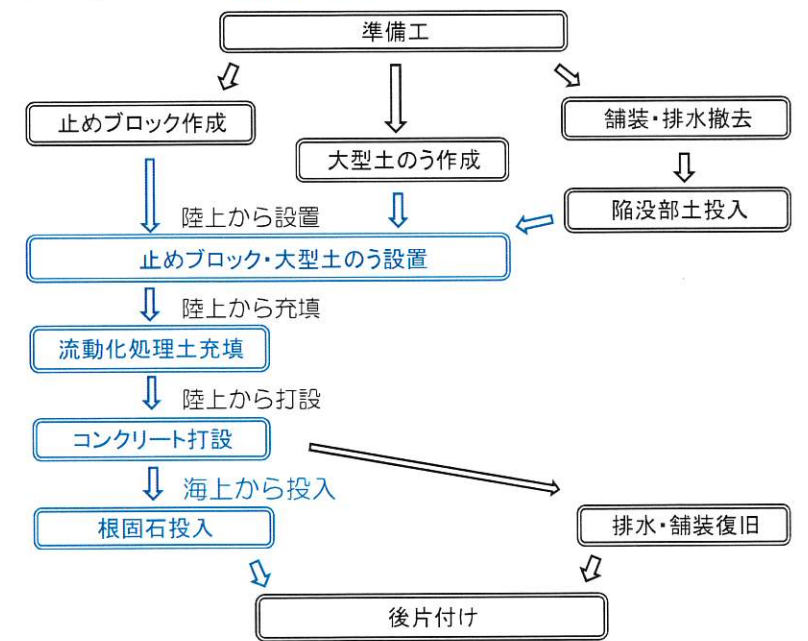 準備工
止めブロック作成
大型土のう作成
舗装・排水撤去
陥没部土投入
陸上から設置
止めブロック・大型土のう設置
陸上から充填
流動化処理土充填
陸上から打設
コンクリート打設
海上から投入
根固石投入
排水・舗装復旧
後片付け